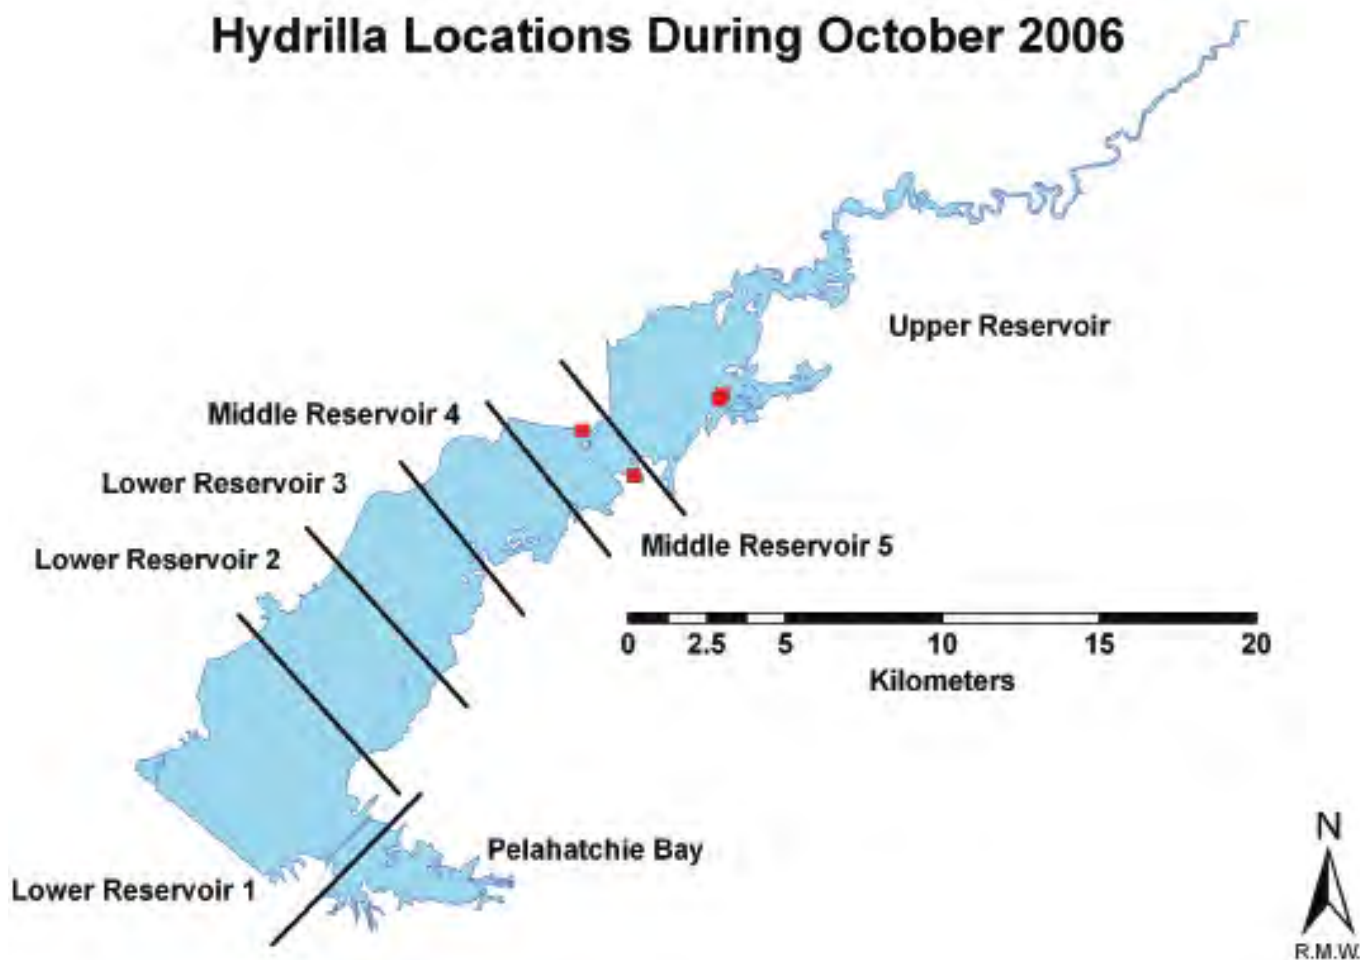 Hydrilla Locations During October 2006
Upper Reservoir
Middle Reservoir 4
Lower Reservoir 3
Middle Reservoir 5
Lower Reservoir 2
0 2.5 5 10 15 20
Kilometers
Pelahatchie Bay
Lower Reservoir 1
N
R.M.W.